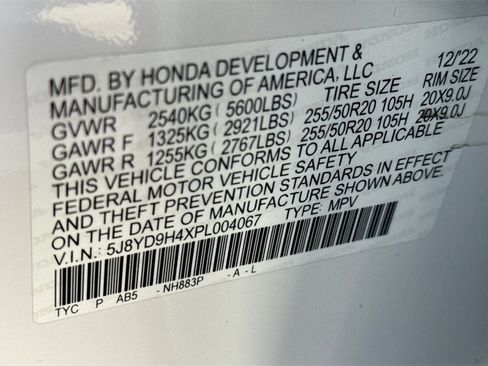 MFD. BY HONDA DEVELOPMENT & 12/'22
MANUFACTURING OF AMERICA, LLC
GVWR 2540KG ( 5600LBS) TIRE SIZE RIM SIZE
GAWR F 1325KG ( 2921LBS) 255/50R20 105H 20X9.0J
GAWR R 1255KG ( 2767LBS) 255/50R20 105H 20X9.0J
THIS VEHICLE CONFORMS TO ALL APPLICABLE
FEDERAL MOTOR VEHICLE SAFETY
AND THEFT PREVENTION STANDARDS IN EFFECT
ON THE DATE OF MANUFACTURE SHOWN ABOVE.
V.I.N.: 5J8YD9H4XPL004067 TYPE: MPV
TYC P AB5 - NH883P - A - L